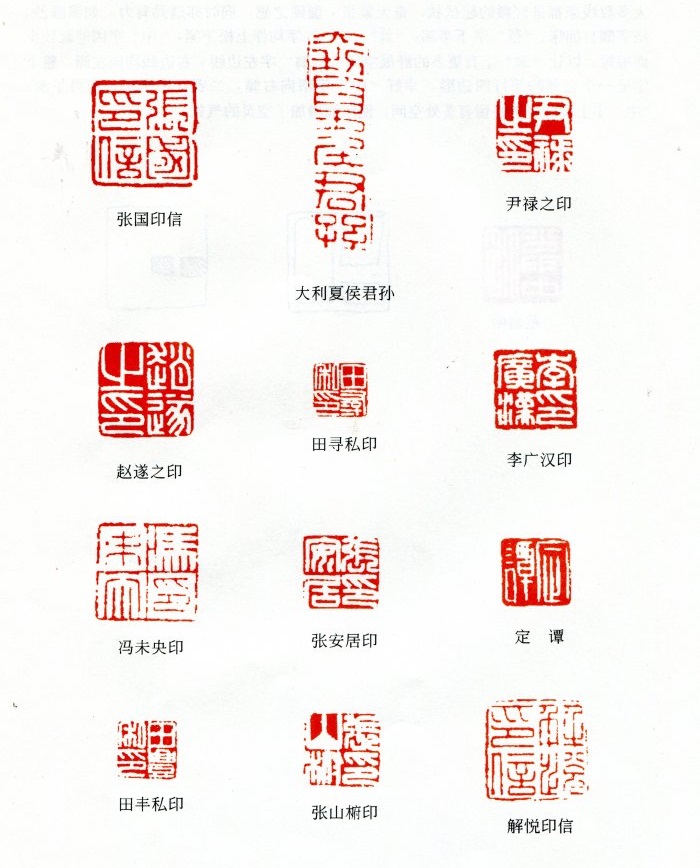 张国印信
大利夏侯君孙
尹禄之印
赵遂之印
田寻私印
李广汉印
冯未央印
张安居印
定 谭
田丰私印
张山椨印
解悦印信